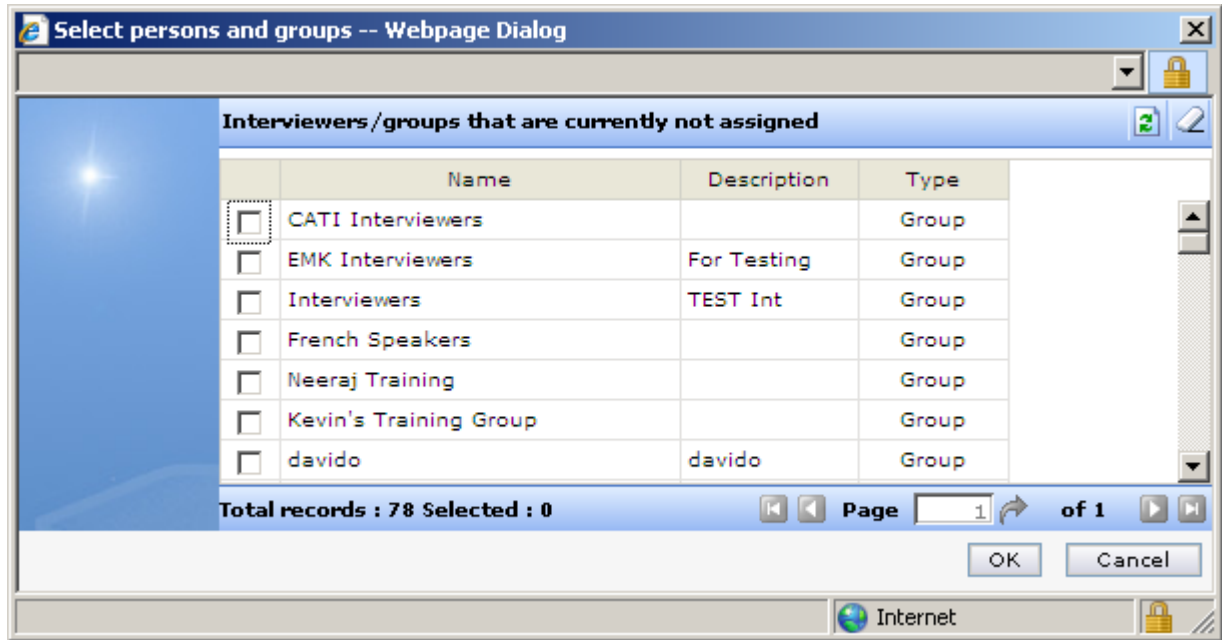 Select persons and groups -- Webpage Dialog
Interviewers/groups that are currently not assigned
Name Description Type
CATI Interviewers Group
EMK Interviewers For Testing Group
Interviewers TEST Int Group
French Speakers Group
Neeraj Training Group
Kevin's Training Group Group
davido davido Group
Total records : 78 Selected : 0 Page 1 of 1
OK Cancel
Internet